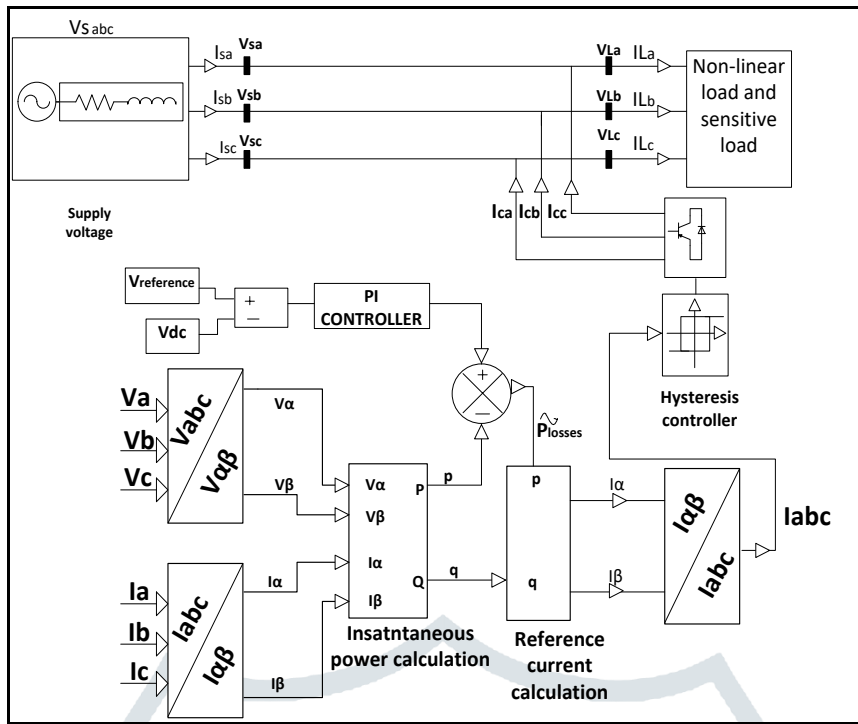 Vs abc
Isa
Vsa
VLa
ILa
Isb
Vsb
VLb
ILb
Isc
Vsc
VLc
ILc
Non-linear
load and
sensitive
load
Supply
voltage
Ica
Icb
Icc
Vreference
Vdc
+
−
PI
CONTROLLER
+
−
Hysteresis
controller
Plosses
Va
Vb
Vc
Vabc
Vαβ
Vα
Vβ
Vα
Vβ
Iα
Iβ
P
Q
p
q
p
q
Iα
Iβ
Iαβ
Iabc
Iabc
Ia
Ib
Ic
Iabc
Iαβ
Iα
Iβ
Insatntaneous
power calculation
Reference
current
calculation